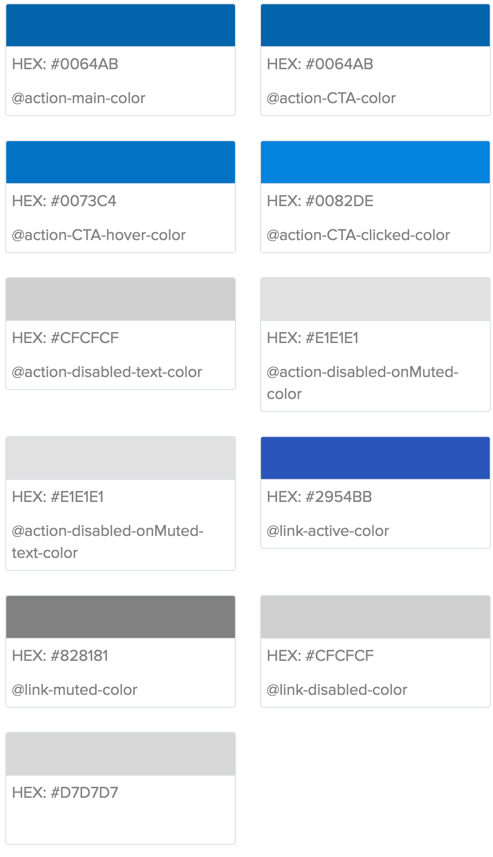 HEX: #0064AB
@action-main-color
HEX: #0064AB
@action-CTA-color
HEX: #0073C4
@action-CTA-hover-color
HEX: #0082DE
@action-CTA-clicked-color
HEX: #CFCFCF
@action-disabled-text-color
HEX: #E1E1E1
@action-disabled-onMuted-
color
HEX: #E1E1E1
@action-disabled-onMuted-
text-color
HEX: #2954BB
@link-active-color
HEX: #828181
@link-muted-color
HEX: #CFCFCF
@link-disabled-color
HEX: #D7D7D7